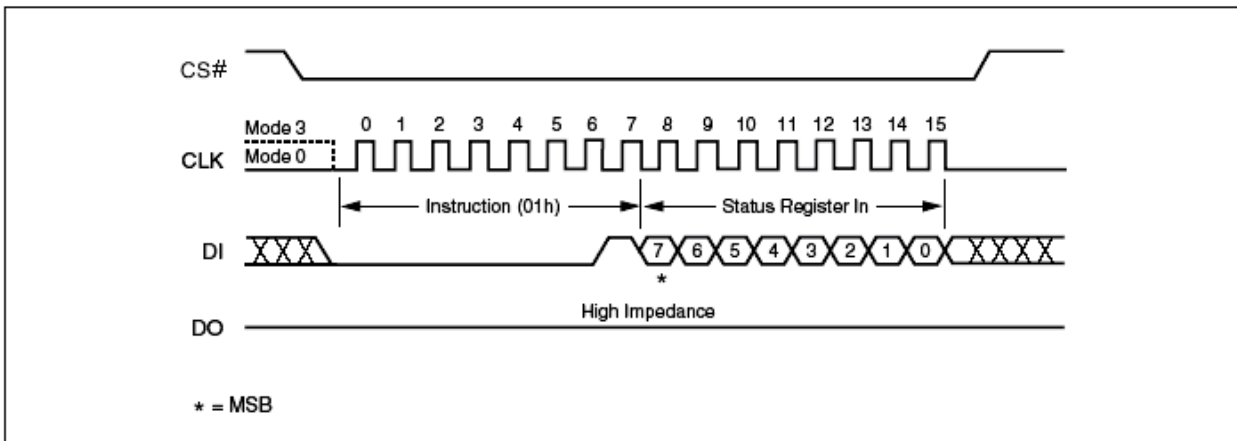 CS#
Mode 3
0 1 2 3 4 5 6 7 8 9 10 11 12 13 14 15
CLK
Mode 0
Instruction (01h)
Status Register In
DI
7 6 5 4 3 2 1 0
*
High Impedance
DO
* = MSB